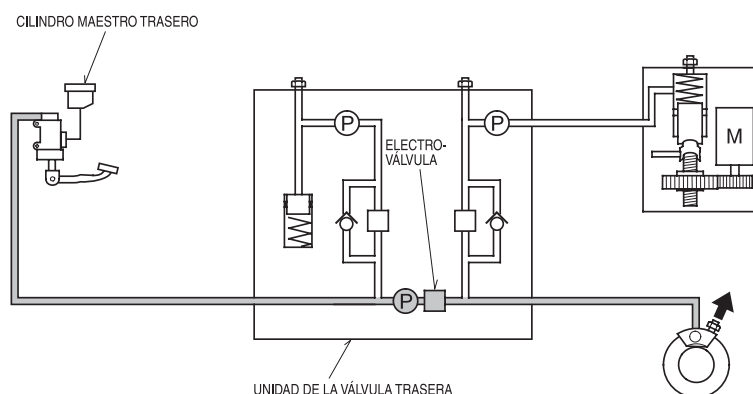 CILINDRO MAESTRO TRASERO
P
P
ELECTRO-
VÁLVULA
M
P
UNIDAD DE LA VÁLVULA TRASERA